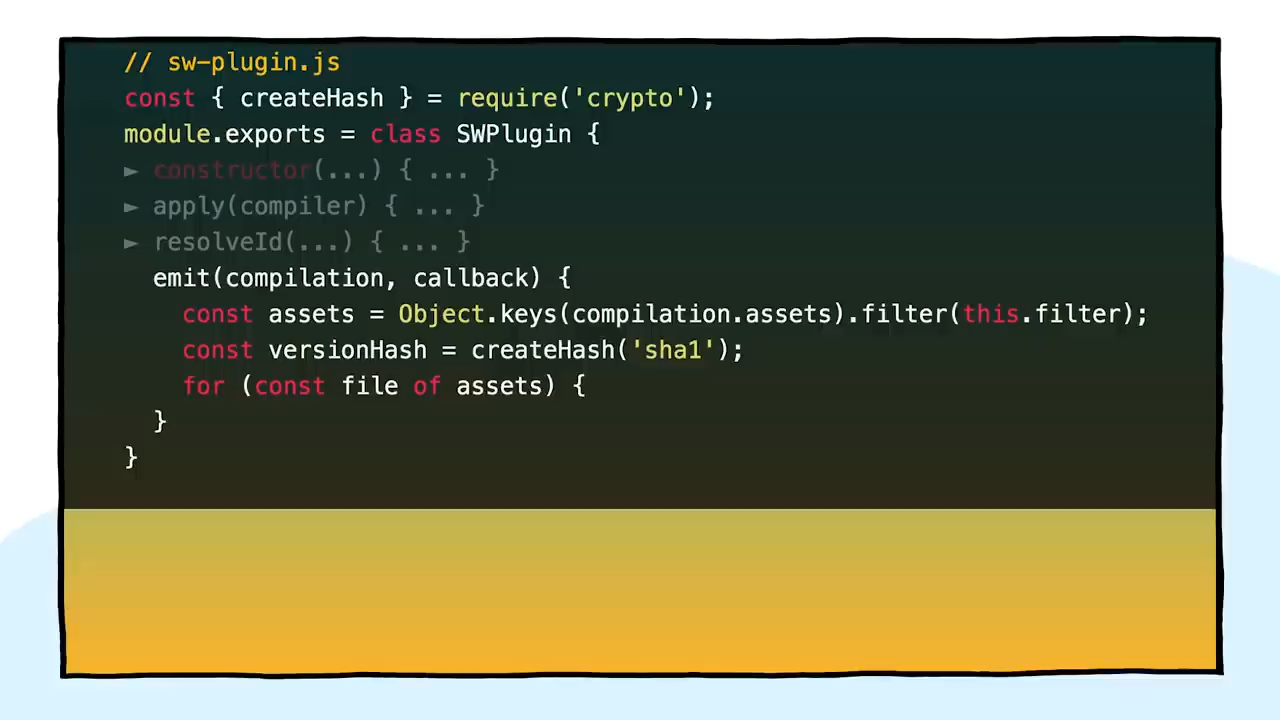 // sw-plugin.js
const { createHash } = require('crypto');
module.exports = class SWPlugin {
► constructor(...) { ... }
► apply(compiler) { ... }
► resolveId(...) { ... }
emit(compilation, callback) {
const assets = Object.keys(compilation.assets).filter(this.filter);
const versionHash = createHash('sha1');
for (const file of assets) {
}
}